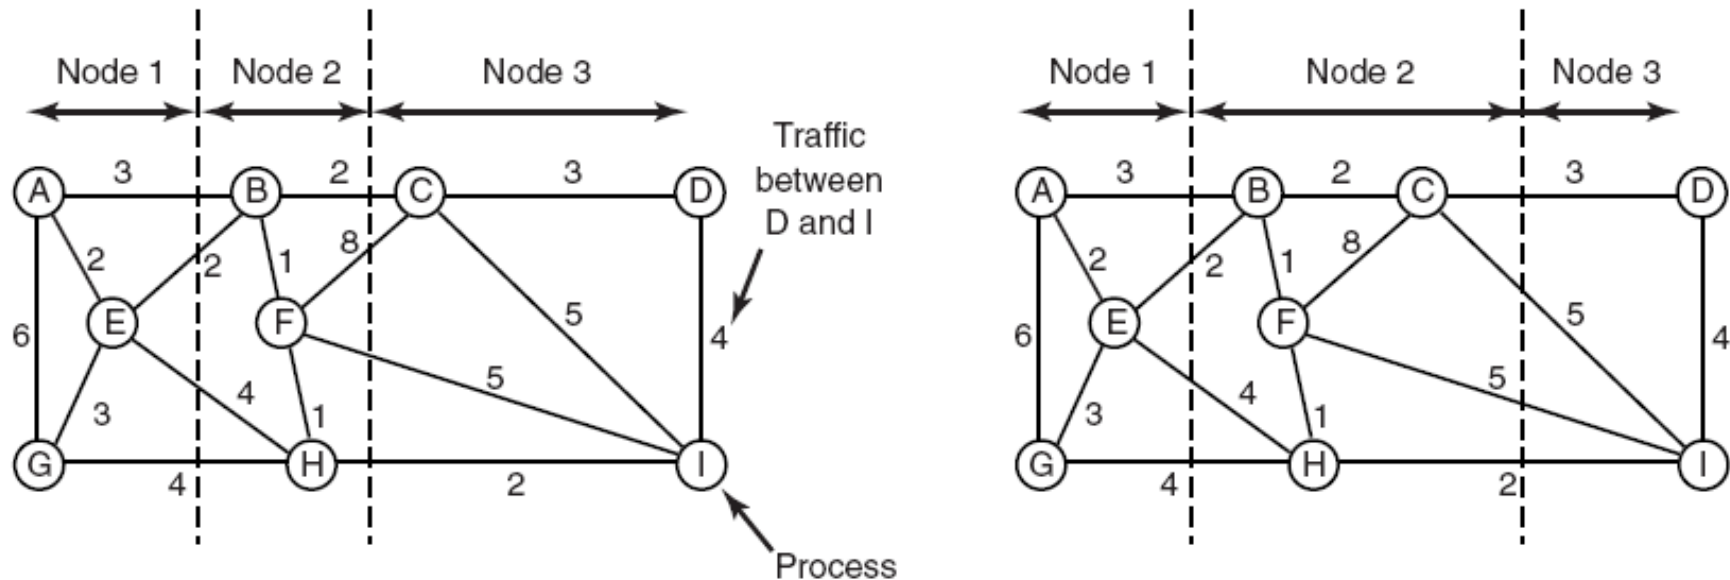 Node 1 Node 2 Node 3
Traffic
between
D and I
A 3 B 2 C 3 D
2 2 1 8
6 E F 5 4
3 4 1 5
G 4 H 2 I
Process
Node 1 Node 2 Node 3
A 3 B 2 C 3 D
2 2 1 8
6 E F 5 4
3 4 1 5
G 4 H 2 I